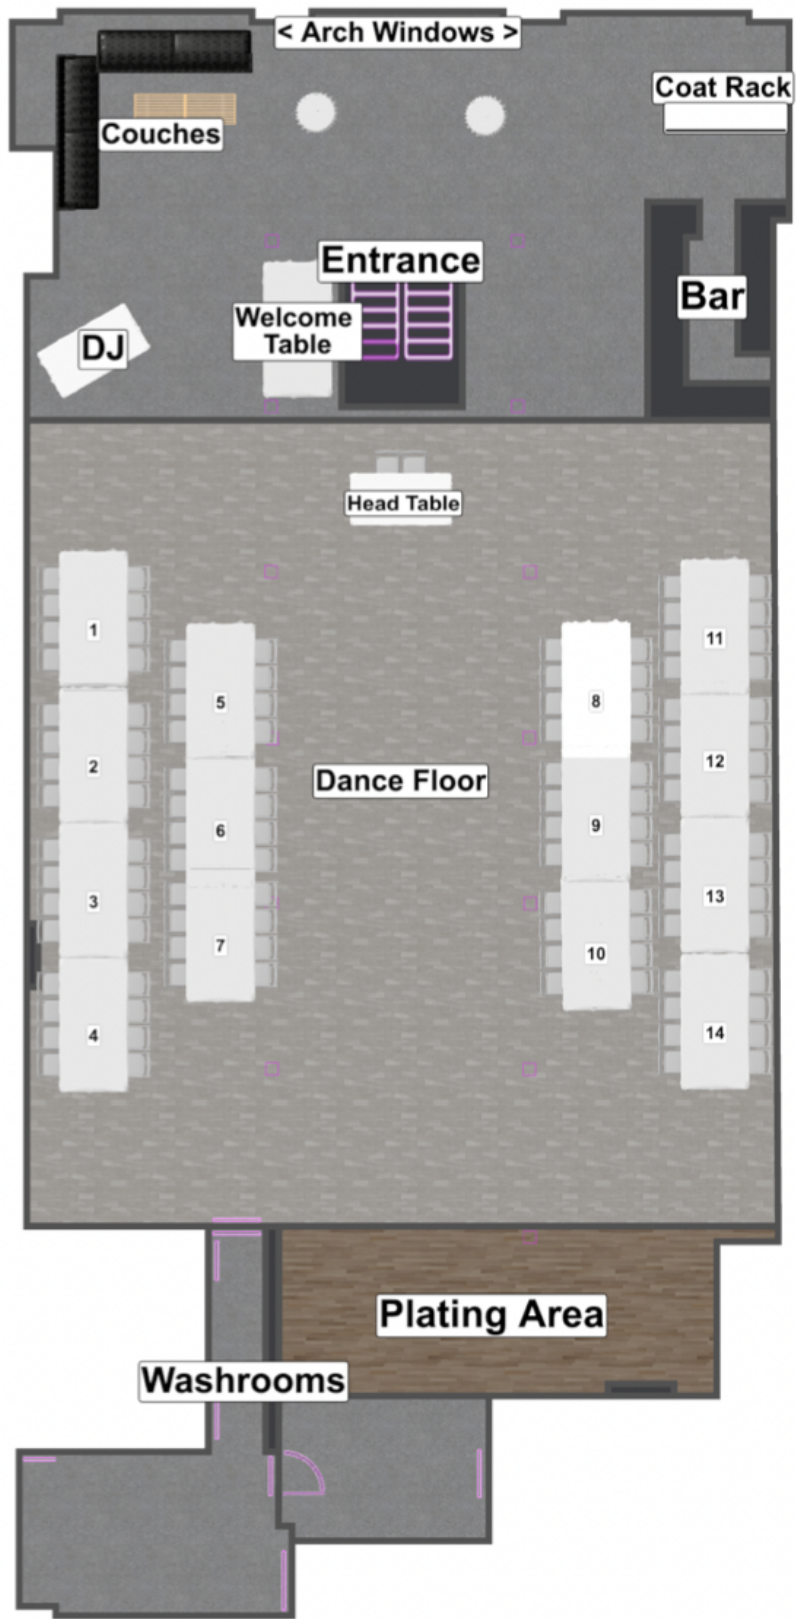 < Arch Windows >
Coat Rack
Couches
Entrance
Bar
Welcome
Table
DJ
Head Table
1
11
5
8
2
12
Dance Floor
6
9
3
13
7
10
4
14
Plating Area
Washrooms